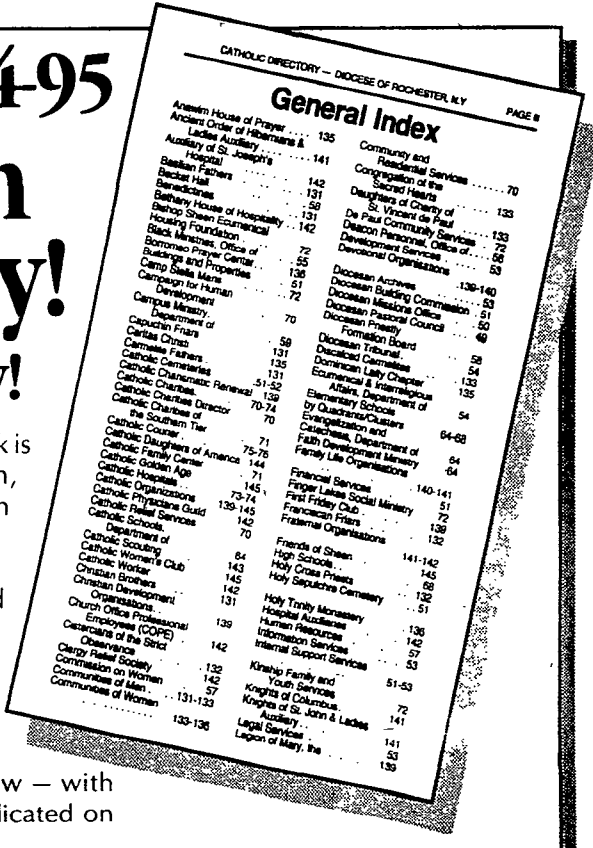 4-95
n
y!
y!
k is
n,
n
d
w — with
licated on
CATHOLIC DIRECTORY — DIOCESE OF ROCHESTER, N.Y PAGE III
General Index
Anawim House of Prayer .... 135
Ancient Order of Hibernians &
Ladies Auxiliary ...... 141
Auxiliary of St. Joseph's
Hospital ...... 142
Basilian Fathers ...... 131
Becket Hall ...... 58
Benedictines ...... 131
Bethany House of Hospitality .. 142
Bishop Sheen Ecumenical
Housing Foundation ...... 72
Black Ministries, Office of ...... 55
Borromeo Prayer Center ...... 136
Buildings and Properties ...... 51
Camp Stella Maris ...... 72
Campaign for Human
Development ...... 70
Campus Ministry,
Department of ...... 59
Capuchin Friars ...... 131
Caritas Christi ...... 135
Carmelite Fathers ...... 131
Catholic Cemeteries ...... 51-52
Catholic Charismatic Renewal 139
Catholic Charities ...... 70-74
Catholic Charities Director ...... 70
Catholic Charities of
the Southern Tier ...... 71
Catholic Courier ...... 75-76
Catholic Daughters of America 144
Catholic Family Center ...... 71
Catholic Golden Age ...... 145
Catholic Hospitals ...... 73-74
Catholic Organizations ...... 139-145
Catholic Physicians Guild ...... 142
Catholic Relief Services ...... 70
Catholic Schools,
Department of ...... 64
Catholic Scouting ...... 143
Catholic Women's Club ...... 145
Catholic Worker ...... 142
Christian Brothers ...... 131
Christian Development
Organisations ...... 139
Church Office Professional
Employees (COPE) ...... 142
Cistercians of the Strict
Observance ...... 132
Clergy Relief Society ...... 142
Commission on Women ...... 57
Communities of Men ...... 131-133
Communities of Women
...... 133-136
Community and
Residential Services ...... 70
Congregation of the
Sacred Hearts ...... 133
Daughters of Charity of
St. Vincent de Paul ...... 133
De Paul Community Services .. 72
Deacon Personnel, Office of ... 56
Development Services ...... 53
Devotional Organisations
...... 139-140
Diocesan Archives ...... 53
Diocesan Building Commission . 51
Diocesan Missions Office ...... 50
Diocesan Pastoral Council ...... 49
Diocesan Priestly
Formation Board ...... 58
Diocesan Tribunal ...... 54
Discalced Carmelites ...... 133
Dominican Laity Chapter ...... 135
Ecumenical & Interreligious
Affairs, Department of ...... 54
Elementary Schools
by Quadrants/Clusters ...... 64-68
Evangelization and
Catechesis, Department of ...... 64
Faith Development Ministry ...... 64
Family Life Organisations
...... 140-141
Financial Services ...... 51
Finger Lakes Social Ministry ...... 72
First Friday Club ...... 139
Franciscan Friars ...... 132
Fraternal Organisations
...... 141-142
Friends of Sheen ...... 145
High Schools ...... 68
Holy Cross Priests ...... 132
Holy Sepulchre Cemetery ...... 51
Holy Trinity Monastery ...... 136
Hospital Auxiliaries ...... 142
Human Resources ...... 57
Information Services ...... 53
Internal Support Services
...... 51-53
Kinship Family and
Youth Services ...... 72
Knights of Columbus ...... 141
Knights of St. John & Ladies
Auxiliary ...... 141
Legal Services ...... 53
Legion of Mary, the ...... 139